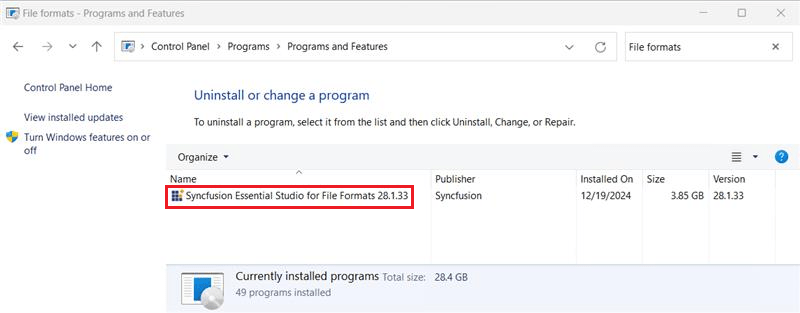 File formats - Programs and Features
Control Panel > Programs > Programs and Features
File formats
Control Panel Home
View installed updates
Turn Windows features on or
off
Uninstall or change a program
To uninstall a program, select it from the list and then click Uninstall, Change, or Repair.
Organize
Name Publisher Installed On Size Version
Syncfusion Essential Studio for File Formats 28.1.33 Syncfusion 12/19/2024 3.85 GB 28.1.33
Currently installed programs Total size: 28.4 GB
49 programs installed